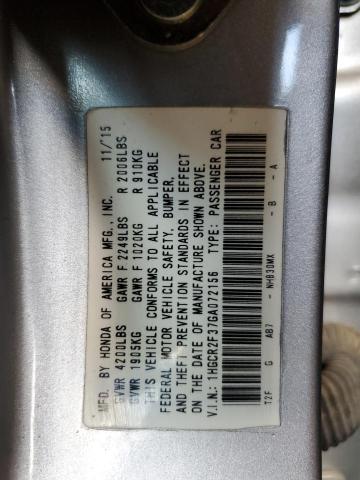 MFD. BY HONDA OF AMERICA MFG., INC. 11/'15
GVWR 4200LBS GAWR F 2249LBS R 2006LBS
GVWR 1905KG GAWR F 1020KG R 910KG
THIS VEHICLE CONFORMS TO ALL APPLICABLE
FEDERAL MOTOR VEHICLE SAFETY, BUMPER,
AND THEFT PREVENTION STANDARDS IN EFFECT
ON THE DATE OF MANUFACTURE SHOWN ABOVE.
V.I.N.: 1HGCR2F37GA072156 TYPE: PASSENGER CAR
T2F G AB7 - NH830MX - B - A